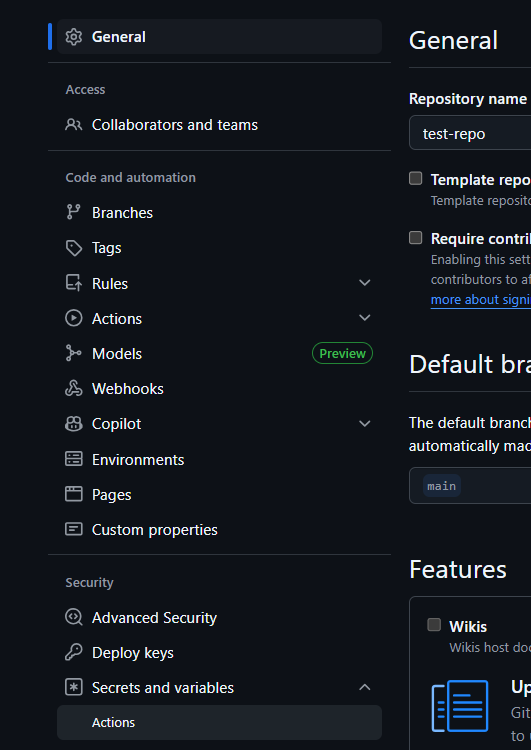 General
Access
Collaborators and teams
Code and automation
Branches
Tags
Rules
Actions
Models Preview
Webhooks
Copilot
Environments
Pages
Custom properties
Security
Advanced Security
Deploy keys
Secrets and variables
Actions
General
Repository name
test-repo
Template repo
Template reposito
Require contri
Enabling this sett
contributors to af
more about signi
Default bra
The default branch
automatically mad
main
Features
Wikis
Wikis host doc
Up
Git
to u